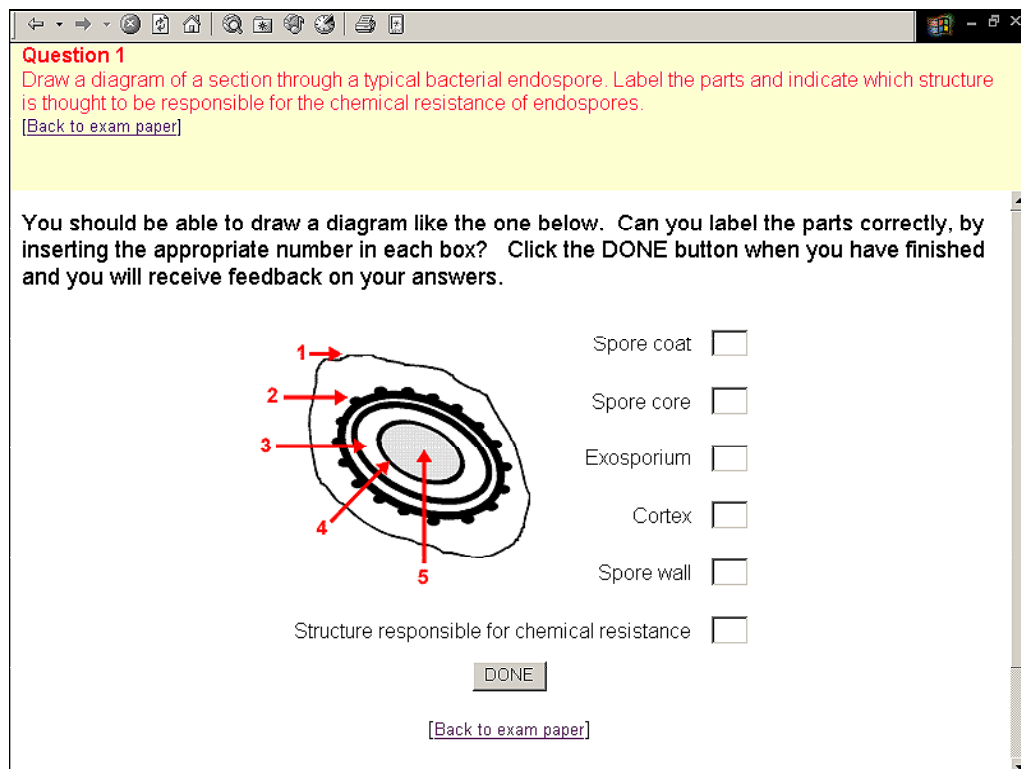 Question 1
Draw a diagram of a section through a typical bacterial endospore. Label the parts and indicate which structure
is thought to be responsible for the chemical resistance of endospores.
[Back to exam paper]
You should be able to draw a diagram like the one below.  Can you label the parts correctly, by
inserting the appropriate number in each box?   Click the DONE button when you have finished
and you will receive feedback on your answers.
1
2
3
4
5
Spore coat
Spore core
Exosporium
Cortex
Spore wall
Structure responsible for chemical resistance
DONE
[Back to exam paper]